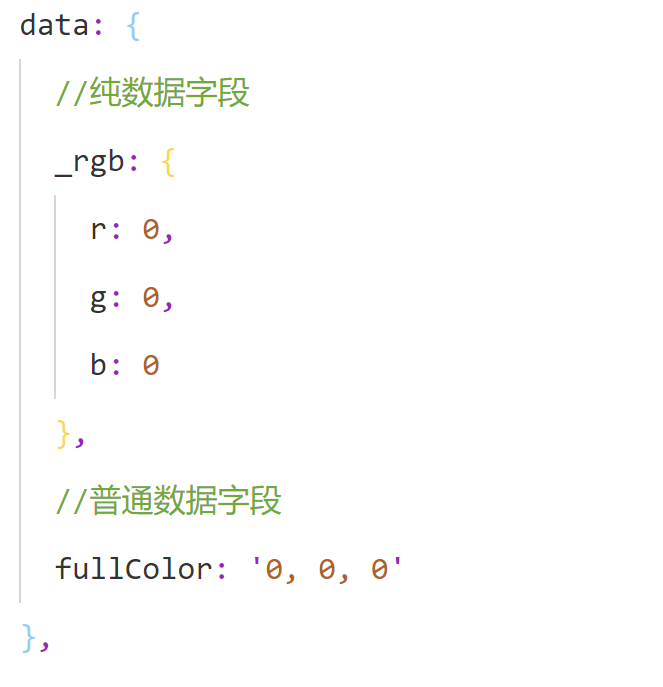 data: {
//纯数据字段
_rgb: {
r: 0,
g: 0,
b: 0
},
//普通数据字段
fullColor: '0, 0, 0'
},